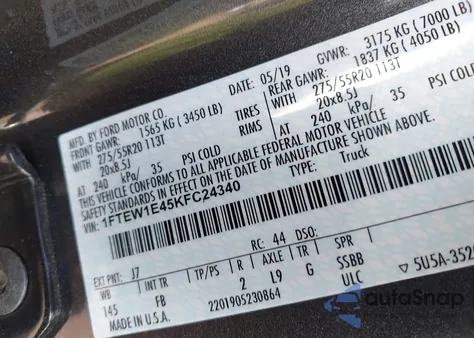 MFD. BY FORD MOTOR CO.
DATE: 05/19 GVWR: 3175 KG (7000 LB)
FRONT GAWR: 1565 KG (3450 LB) REAR GAWR: 1837 KG (4050 LB)
WITH 275/55R20 113T TIRES WITH 275/55R20 113T
20x8.5J RIMS 20x8.5J
AT 240 kPa/ 35 PSI COLD AT 240 kPa/ 35 PSI COLD
THIS VEHICLE CONFORMS TO ALL APPLICABLE FEDERAL MOTOR VEHICLE
SAFETY STANDARDS IN EFFECT ON THE DATE OF MANUFACTURE SHOWN ABOVE.
VIN: 1FTEW1E45KFC24340
TYPE: Truck
EXT PNT: J7 RC: 44 DSO:
WB INT TR TP/PS R AXLE TR SPR
145 FB 2 L9 G SSBB
MADE IN U.S.A. 2201905230864 ULC ▽5U5A-352
autoSnap